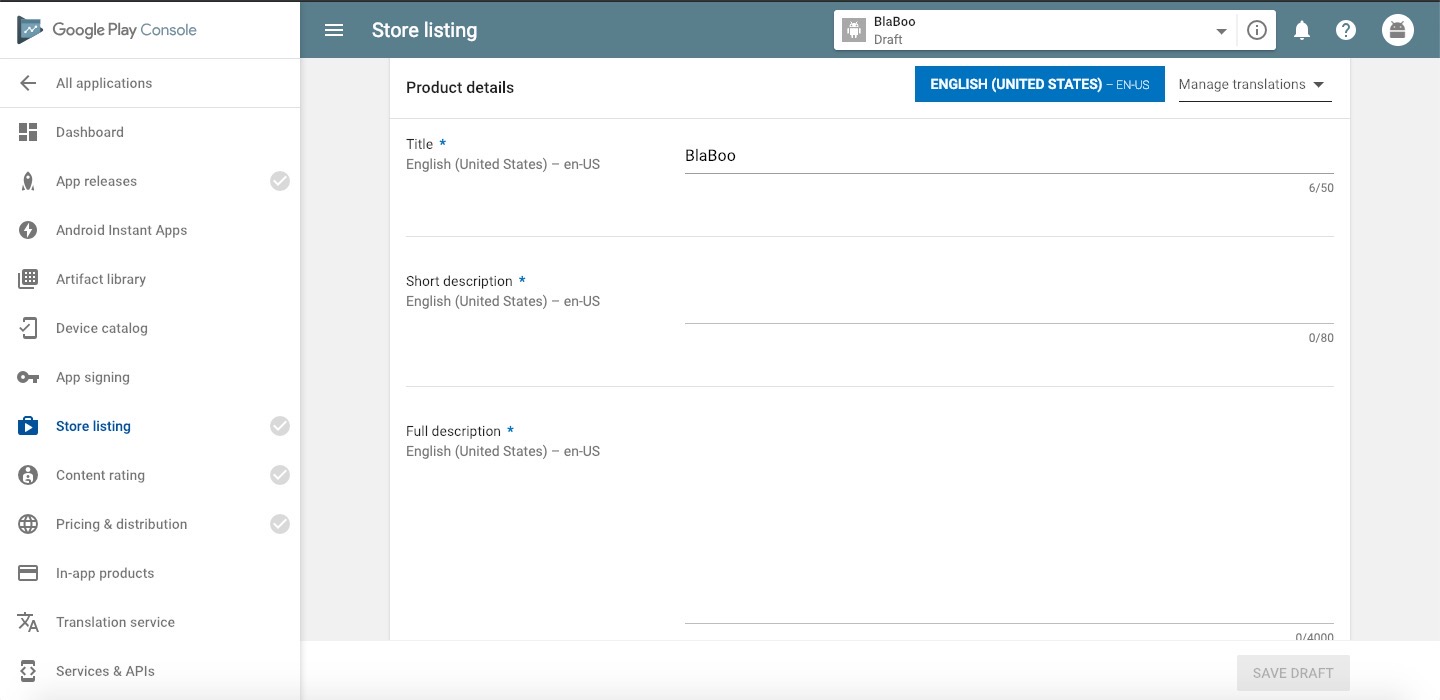 Google Play Console
Store listing
BlaBoo
Draft
All applications
Dashboard
App releases
Android Instant Apps
Artifact library
Device catalog
App signing
Store listing
Content rating
Pricing & distribution
In-app products
Translation service
Services & APIs
Product details
ENGLISH (UNITED STATES) – EN-US
Manage translations
Title *
English (United States) – en-US
BlaBoo
6/50
Short description *
English (United States) – en-US
0/80
Full description *
English (United States) – en-US
0/4000
SAVE DRAFT